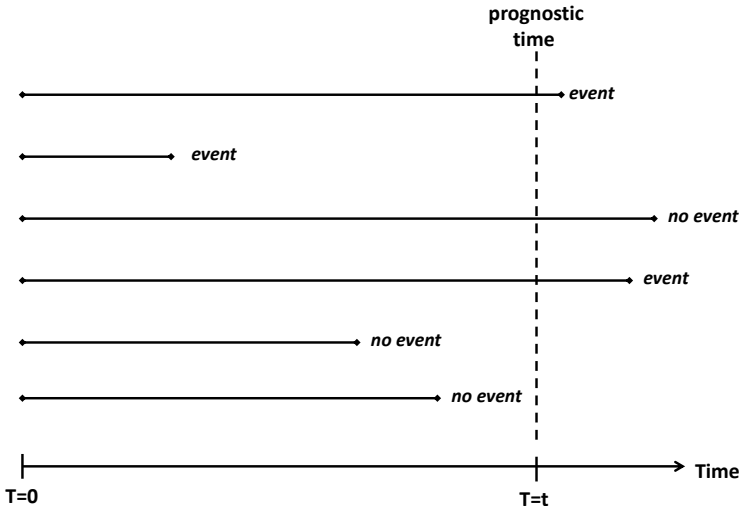 prognostic
time
event
event
no event
event
no event
no event
Time
T=0
T=t